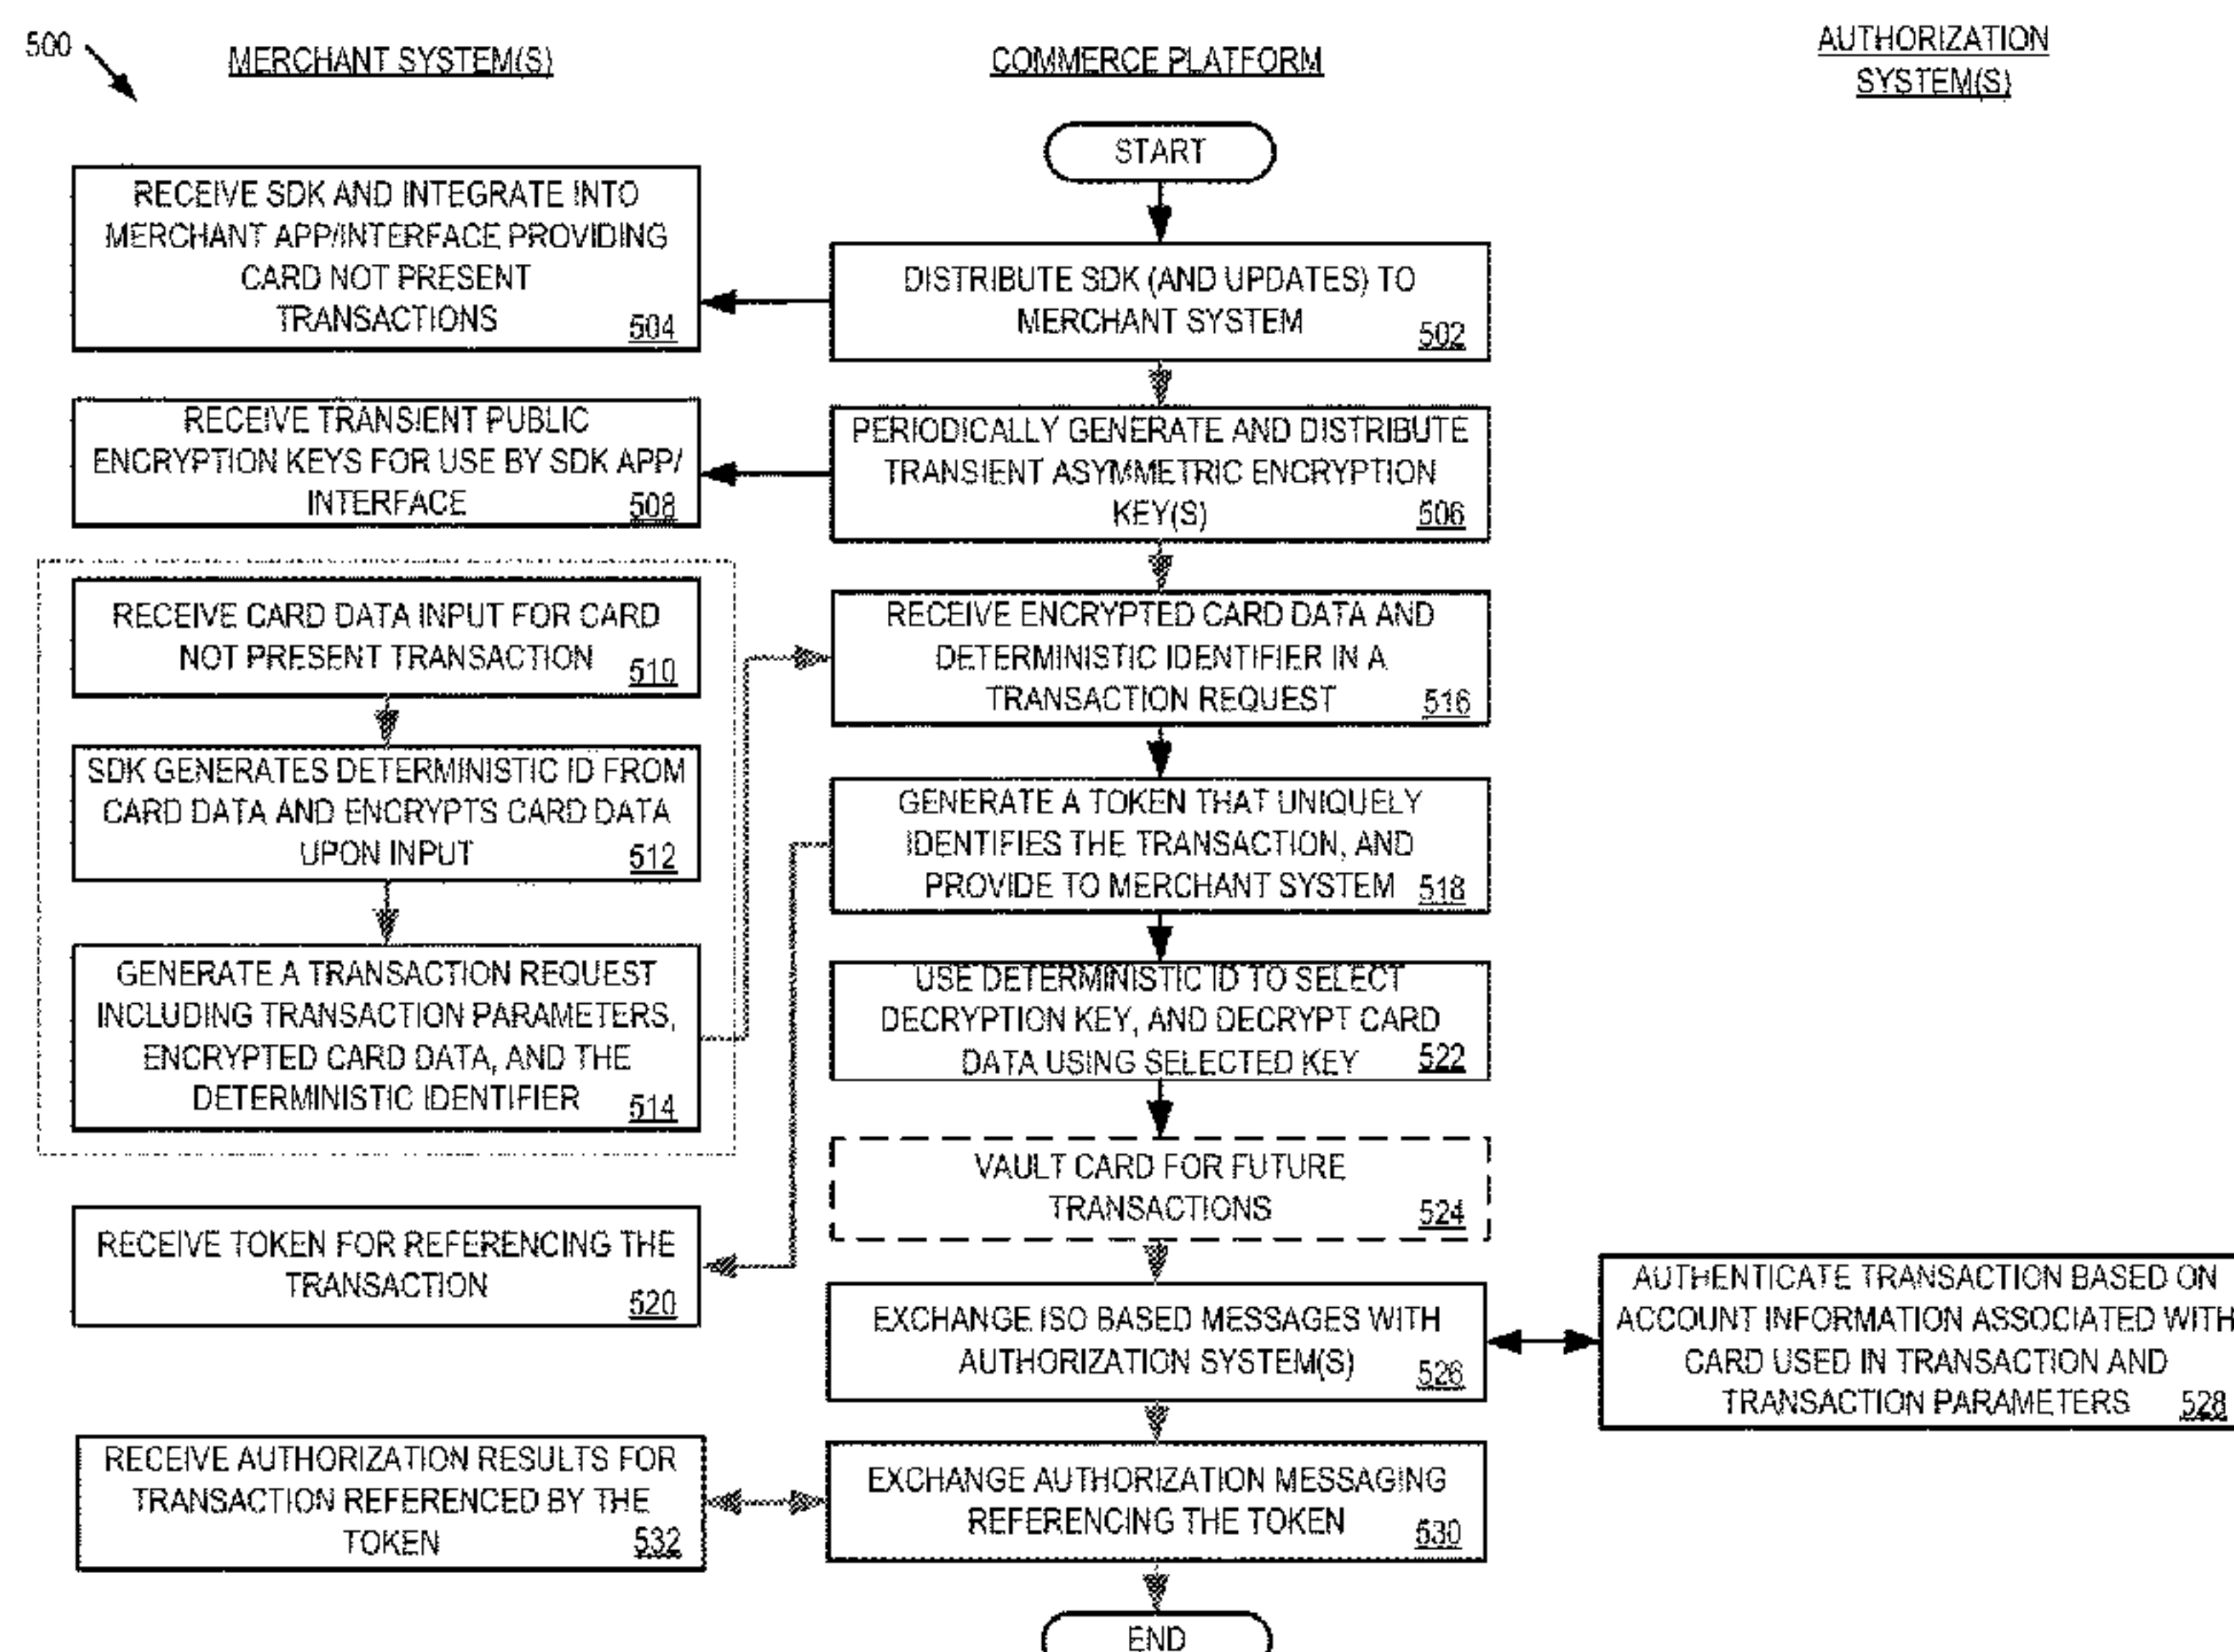 500
MERCHANT SYSTEM(S)
COMMERCE PLATFORM
AUTHORIZATION
SYSTEM(S)
START
RECEIVE SDK AND INTEGRATE INTO
MERCHANT APP/INTERFACE PROVIDING
CARD NOT PRESENT
TRANSACTIONS
504
DISTRIBUTE SDK (AND UPDATES) TO
MERCHANT SYSTEM
502
RECEIVE TRANSIENT PUBLIC
ENCRYPTION KEYS FOR USE BY SDK APP/
INTERFACE
508
PERIODICALLY GENERATE AND DISTRIBUTE
TRANSIENT ASYMMETRIC ENCRYPTION
KEY(S)
506
RECEIVE CARD DATA INPUT FOR CARD
NOT PRESENT TRANSACTION
510
RECEIVE ENCRYPTED CARD DATA AND
DETERMINISTIC IDENTIFIER IN A
TRANSACTION REQUEST
516
SDK GENERATES DETERMINISTIC ID FROM
CARD DATA AND ENCRYPTS CARD DATA
UPON INPUT
512
GENERATE A TOKEN THAT UNIQUELY
IDENTIFIES THE TRANSACTION, AND
PROVIDE TO MERCHANT SYSTEM
518
GENERATE A TRANSACTION REQUEST
INCLUDING TRANSACTION PARAMETERS,
ENCRYPTED CARD DATA, AND THE
DETERMINISTIC IDENTIFIER
514
USE DETERMINISTIC ID TO SELECT
DECRYPTION KEY, AND DECRYPT CARD
DATA USING SELECTED KEY
522
VAULT CARD FOR FUTURE
TRANSACTIONS
524
RECEIVE TOKEN FOR REFERENCING THE
TRANSACTION
520
EXCHANGE ISO BASED MESSAGES WITH
AUTHORIZATION SYSTEM(S)
526
AUTHENTICATE TRANSACTION BASED ON
ACCOUNT INFORMATION ASSOCIATED WITH
CARD USED IN TRANSACTION AND
TRANSACTION PARAMETERS
528
RECEIVE AUTHORIZATION RESULTS FOR
TRANSACTION REFERENCED BY THE
TOKEN
532
EXCHANGE AUTHORIZATION MESSAGING
REFERENCING THE TOKEN
530
END